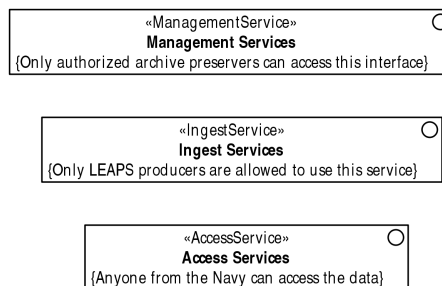 «ManagementService»
Management Services
{Only authorized archive preservers can access this interface}
«IngestService»
Ingest Services
{Only LEAPS producers are allowed to use this service}
«AccessService»
Access Services
{Anyone from the Navy can access the data}